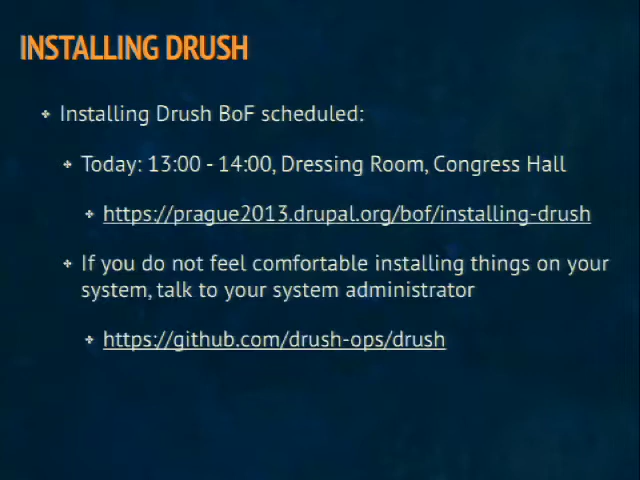 INSTALLING DRUSH
Installing Drush BoF scheduled:
Today: 13:00 - 14:00, Dressing Room, Congress Hall
https://prague2013.drupal.org/bof/installing-drush
If you do not feel comfortable installing things on your
system, talk to your system administrator
https://github.com/drush-ops/drush